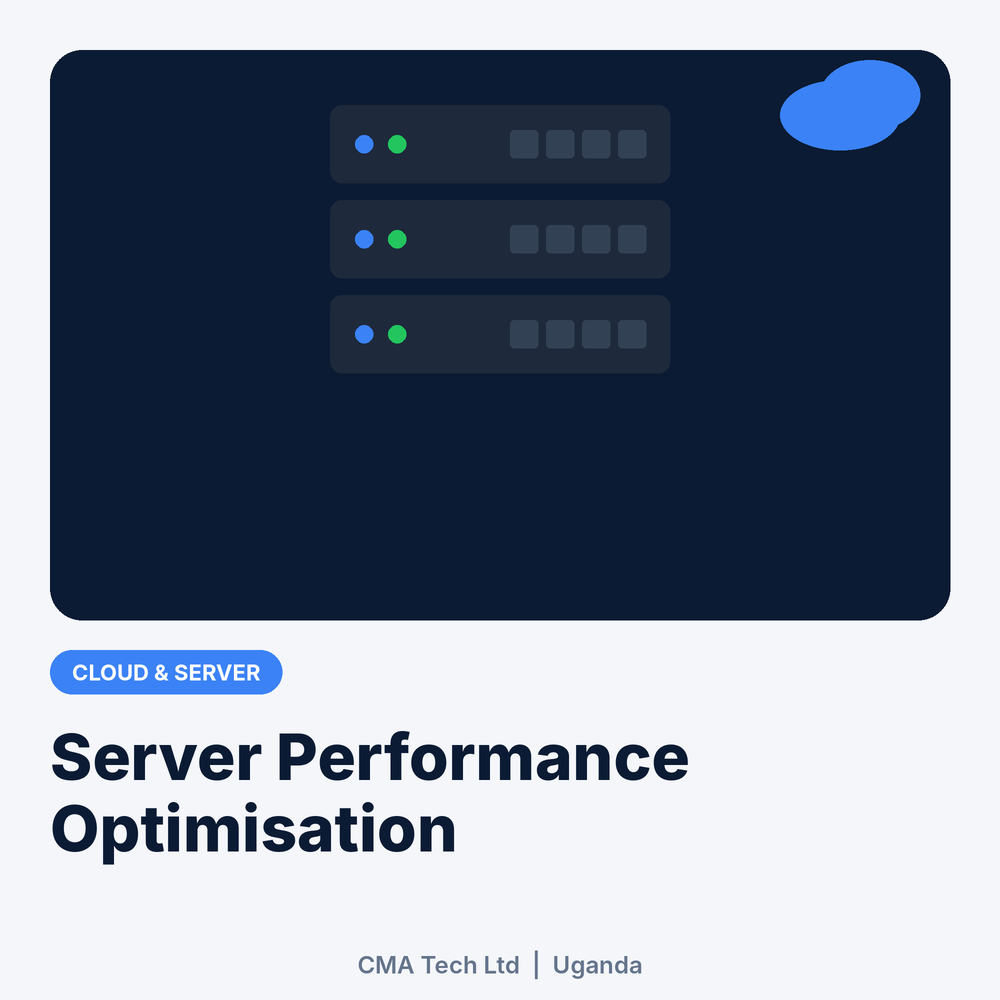 CLOUD & SERVER
Server Performance
Optimisation
CMA Tech Ltd | Uganda